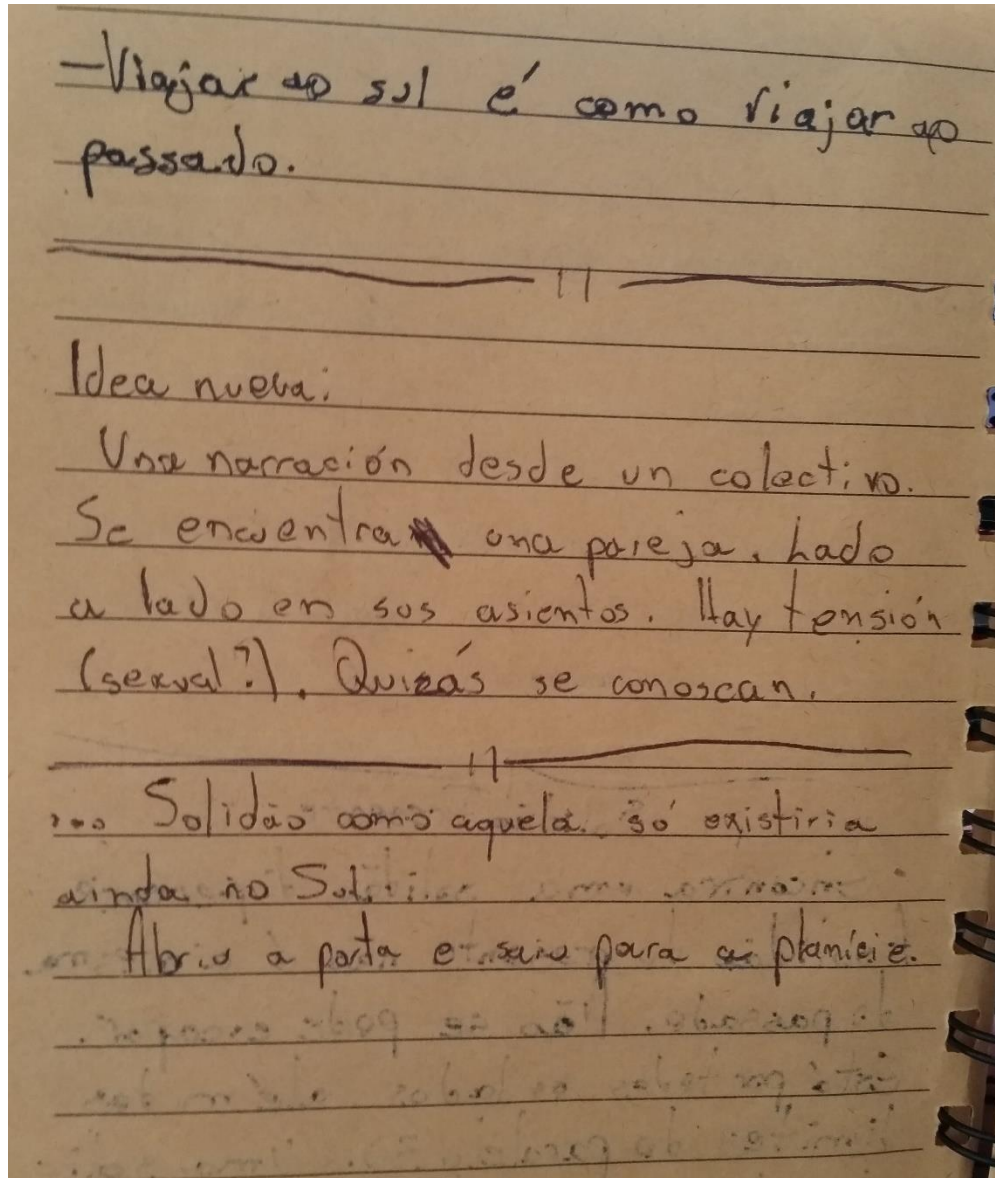 —Viajar ao sul é como viajar ao
passado.
Idea nueva:
Una narración desde un colectivo.
Se encuentra una pareja. Lado
a lado en sus asientos. Hay tensión
(sexual?). Quizás se conoscan.
... Solidão como aquela só existiria
ainda no Sul.
Abriu a porta e saiu para a planície.